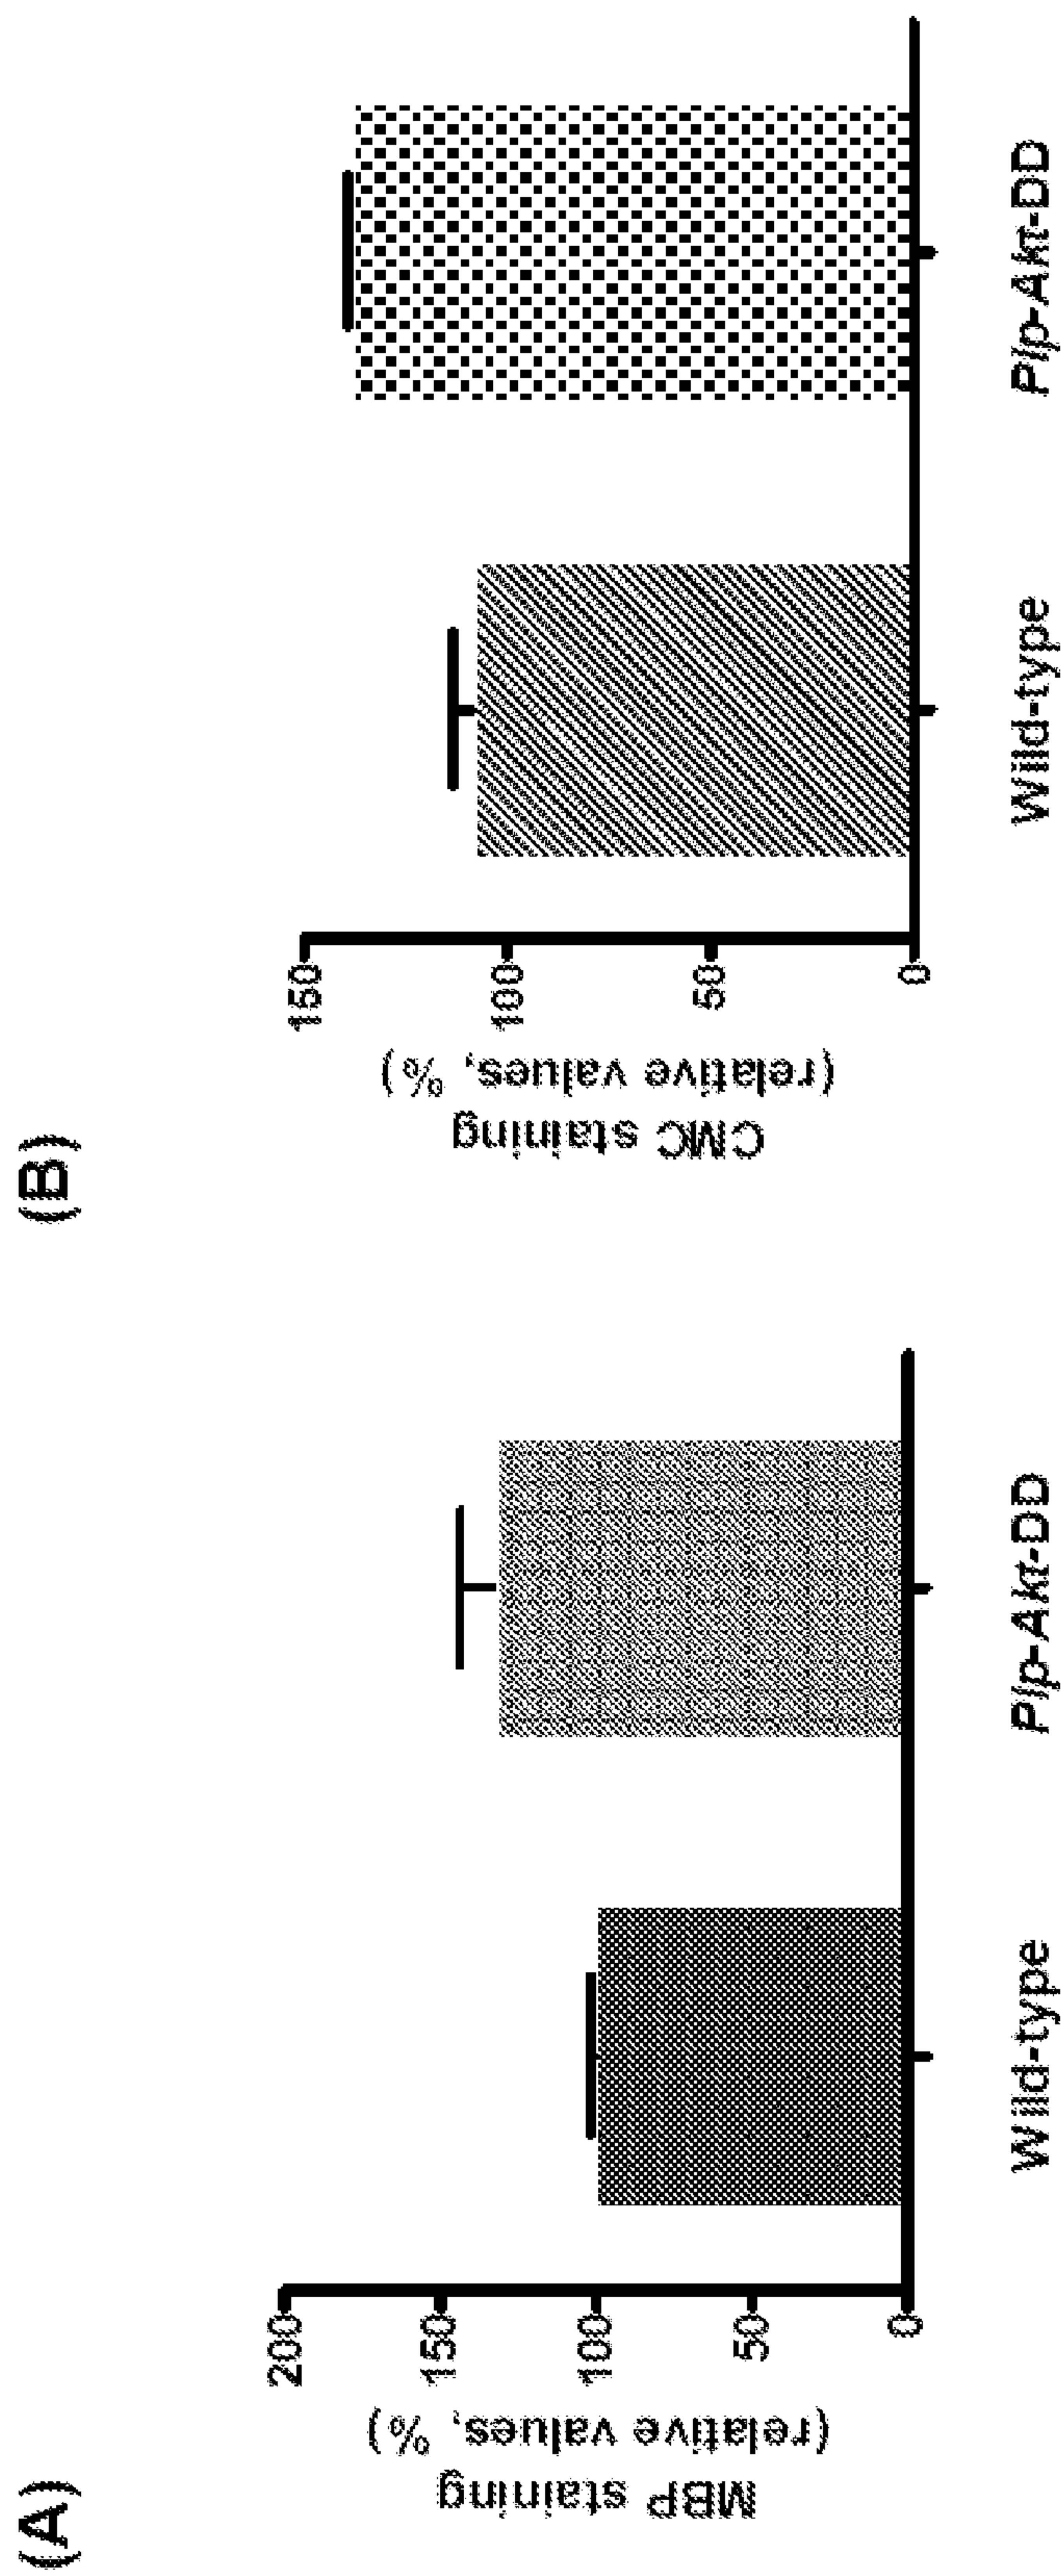 (A)
MBP staining
(relative values, %)
200
150
100
50
0
Wild-type
Plp-Akt-DD
(B)
CMC staining
(relative values, %)
150
100
50
0
Wild-type
Plp-Akt-DD